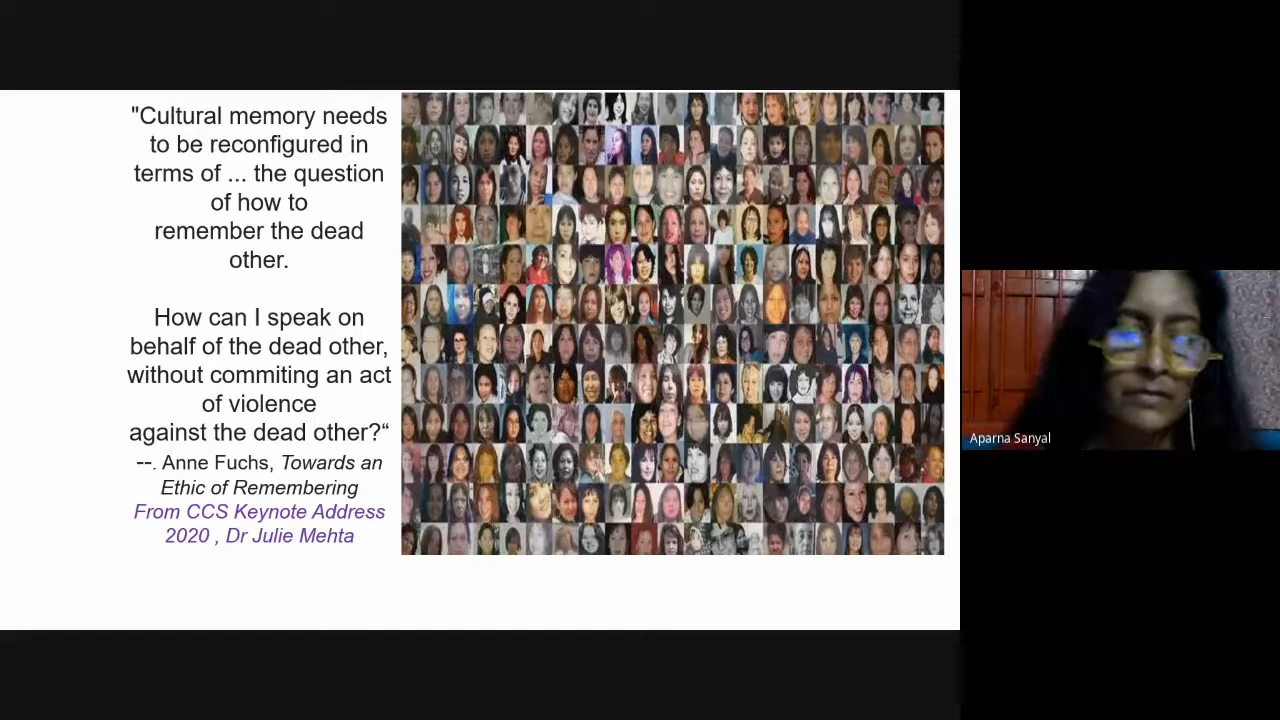 "Cultural memory needs
to be reconfigured in
terms of ... the question
of how to
remember the dead
other.
How can I speak on
behalf of the dead other,
without commiting an act
of violence
against the dead other?“
--. Anne Fuchs, Towards an
Ethic of Remembering
From CCS Keynote Address
2020 , Dr Julie Mehta
Aparna Sanyal